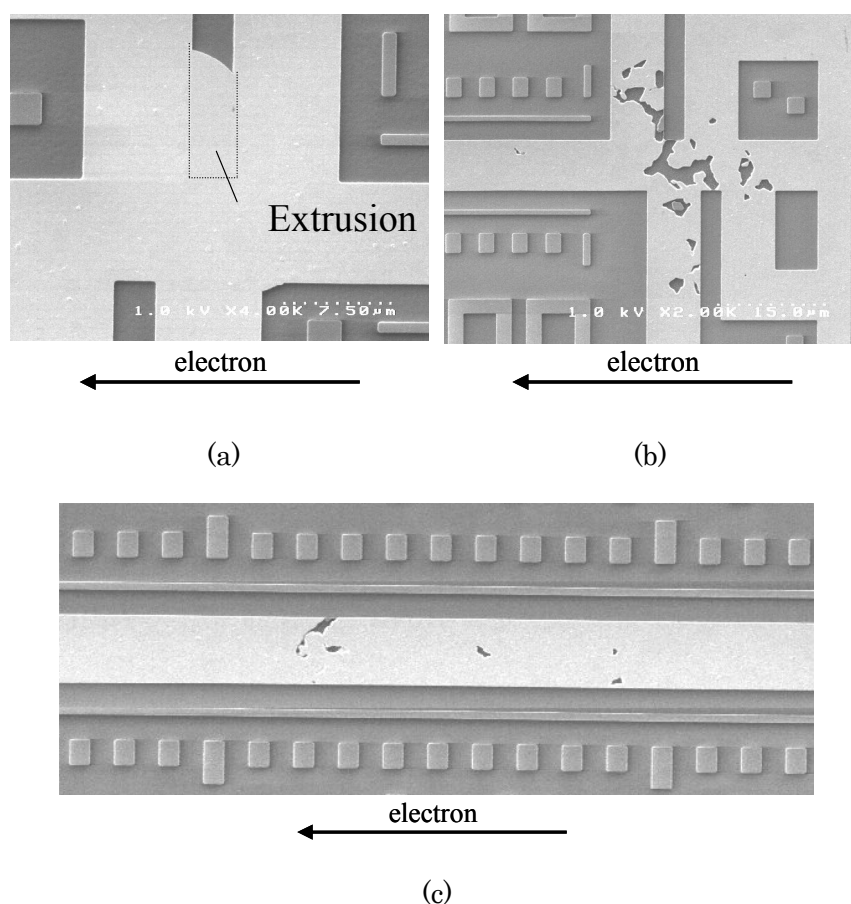 Extrusion
1.0 kV X4.00K 7.50µm
1.0 kV X2.00K 15.0µm
electron
electron
(a)
(b)
electron
(c)